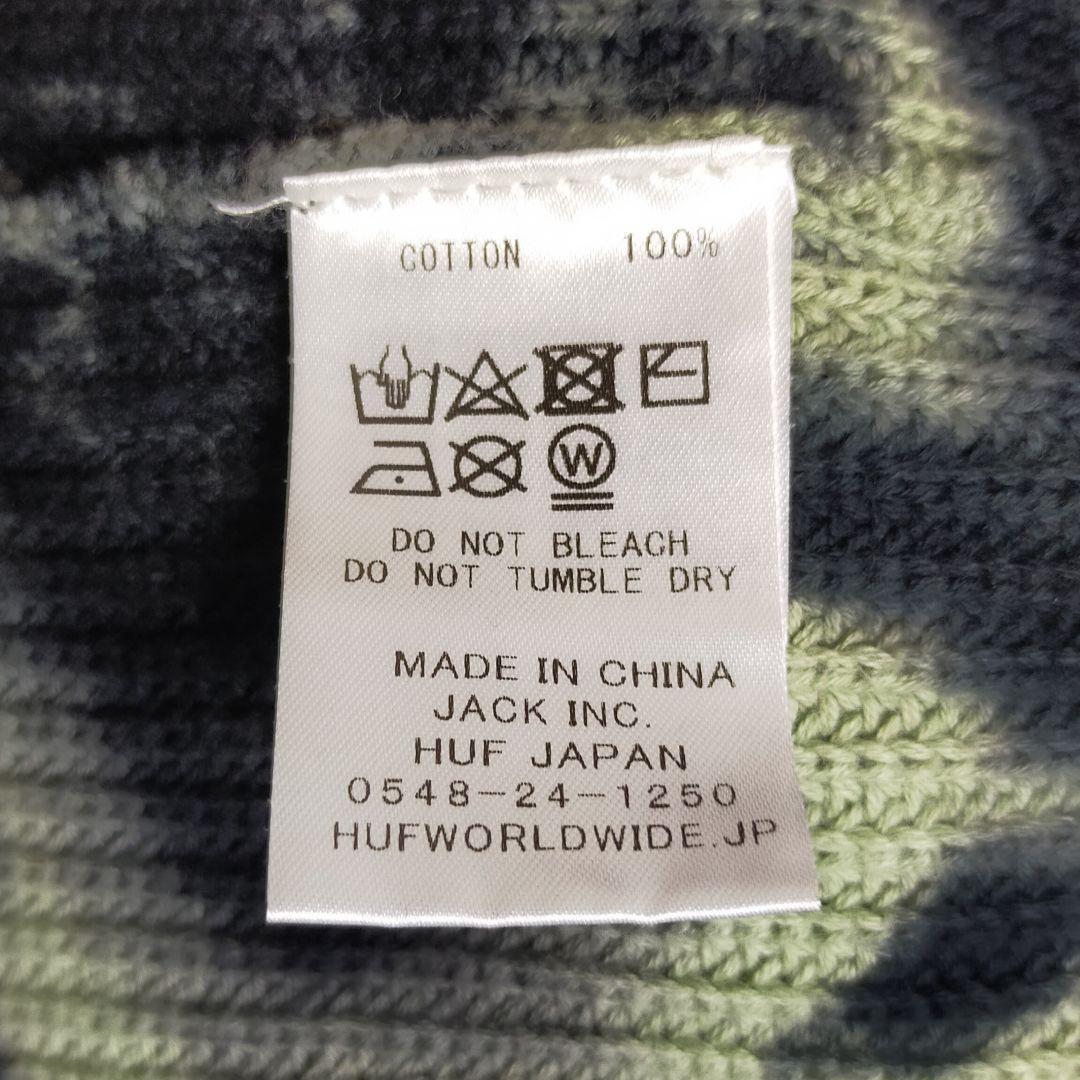 COTTON 100%
W
DO NOT BLEACH
DO NOT TUMBLE DRY
MADE IN CHINA
JACK INC.
HUF JAPAN
0548-24-1250
HUFWORLDWIDE.JP